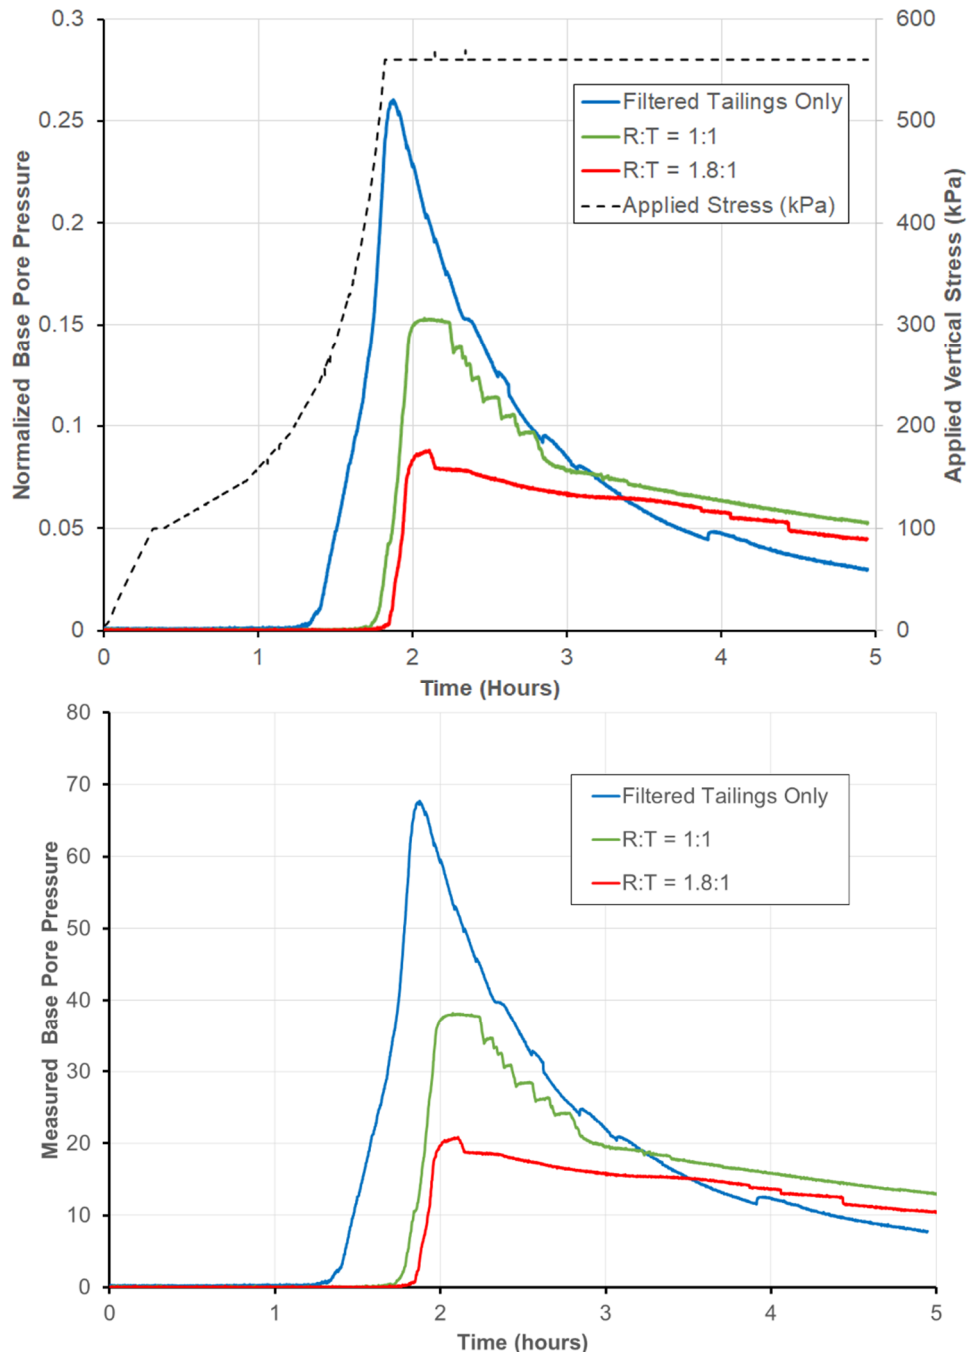 0.3
0.25
0.2
0.15
0.1
0.05
0
Normalized Base Pore Pressure
600
500
400
300
200
100
0
Applied Vertical Stress (kPa)
Filtered Tailings Only
R:T = 1:1
R:T = 1.8:1
Applied Stress (kPa)
0 1 2 3 4 5
Time (Hours)
80
70
60
50
40
30
20
10
0
Measured Base Pore Pressure
Filtered Tailings Only
R:T = 1:1
R:T = 1.8:1
0 1 2 3 4 5
Time (hours)